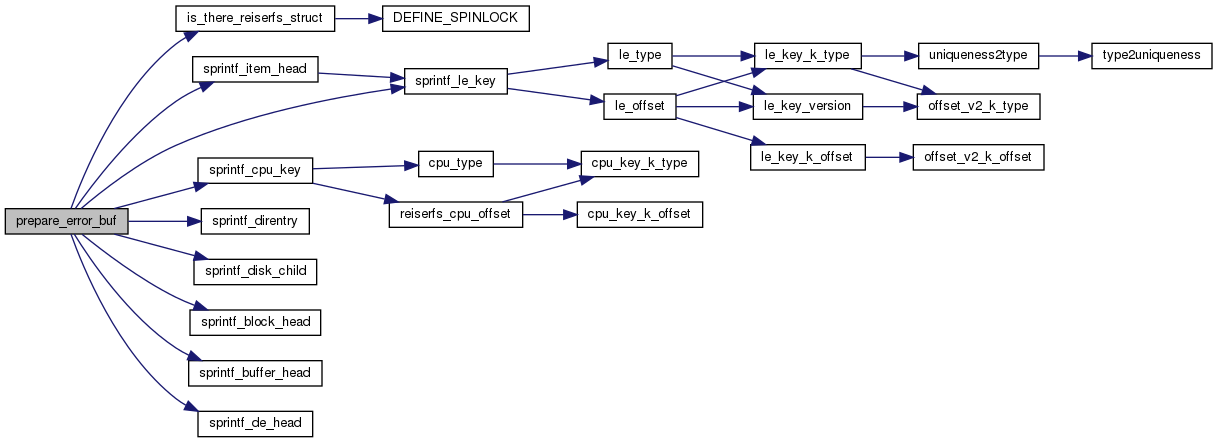 is_there_reiserfs_struct
DEFINE_SPINLOCK
sprintf_item_head
sprintf_le_key
le_type
le_key_k_type
uniqueness2type
type2uniqueness
le_offset
le_key_version
offset_v2_k_type
le_key_k_offset
offset_v2_k_offset
sprintf_cpu_key
cpu_type
cpu_key_k_type
reiserfs_cpu_offset
cpu_key_k_offset
prepare_error_buf
sprintf_direntry
sprintf_disk_child
sprintf_block_head
sprintf_buffer_head
sprintf_de_head